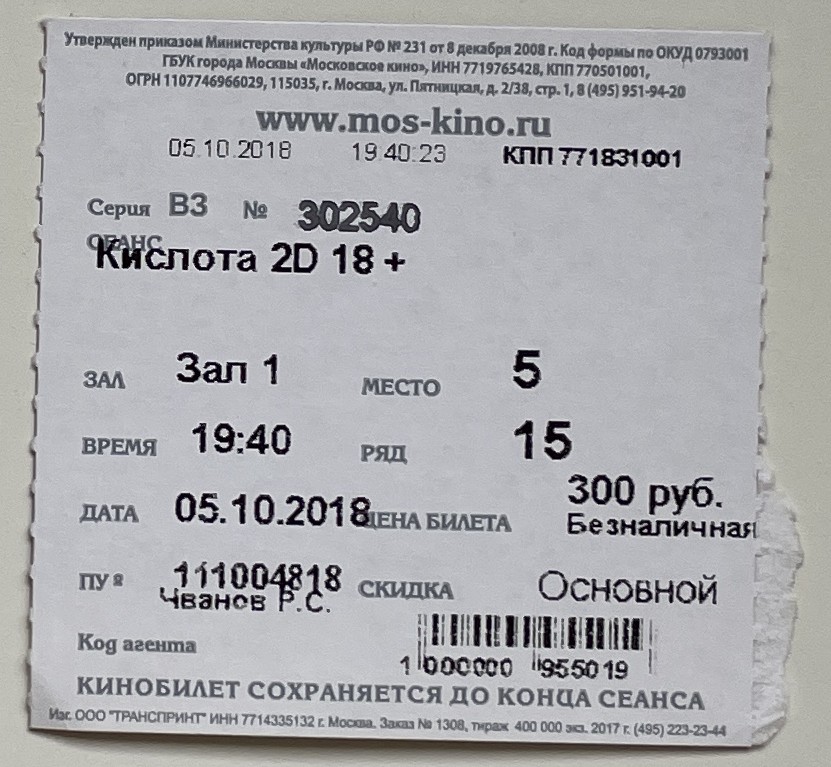 Утвержден приказом Министерства культуры РФ № 231 от 8 декабря 2008 г. Код формы по ОКУД 0793001
ГБУК города Москвы «Московское кино», ИНН 7719765428, КПП 770501001,
ОГРН 1107746966029, 115035, г. Москва, ул. Пятницкая, д. 2/38, стр. 1, 8 (495) 951-94-20
www.mos-kino.ru
05.10.2018 19:40:23 КПП 771831001
Серия ВЗ № 302540
СЕАНС
Кислота 2D 18 +
ЗАЛ Зал 1 МЕСТО 5
ВРЕМЯ 19:40 РЯД 15
ДАТА 05.10.2018 ЦЕНА БИЛЕТА 300 руб.
Безналичная
ПУ № 111004818 СКИДКА Основной
Чванов Р.С.
Код агента
1 000000 955019
КИНОБИЛЕТ СОХРАНЯЕТСЯ ДО КОНЦА СЕАНСА
Изг. ООО "ТРАНСПРИНТ" ИНН 7714335132 г. Москва. Заказ № 1308, тираж 400 000 экз. 2017 г. (495) 223-23-44